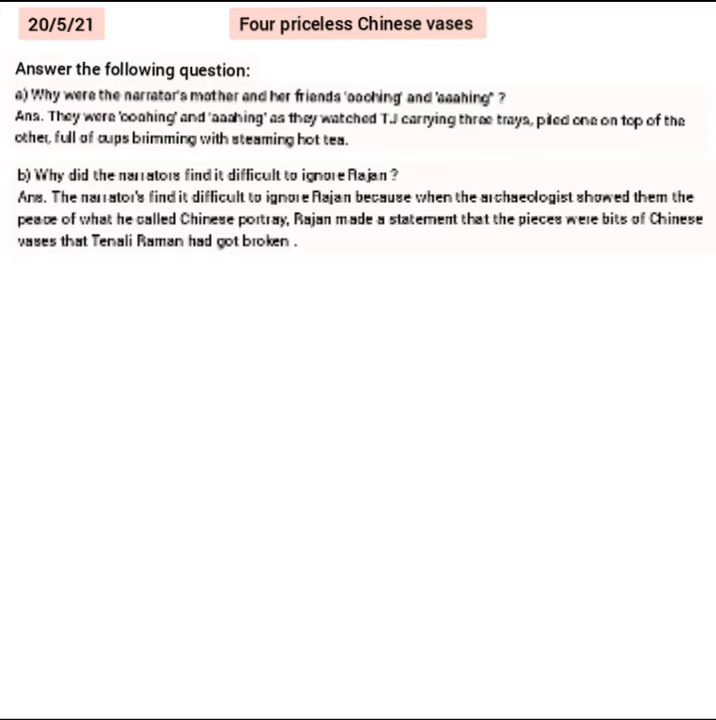 20/5/21
Four priceless Chinese vases
Answer the following question:
a) Why were the narrator's mother and her friends 'ooohing' and 'aaahing" ?
Ans. They were 'ooohing' and 'aaahing' as they watched TJ carrying three trays, piled one on top of the
other, full of cups brimming with steaming hot tea.
b) Why did the narrators find it difficult to ignore Rajan ?
Ans. The narrator's find it difficult to ignore Rajan because when the archaeologist showed them the
peace of what he called Chinese portray, Rajan made a statement that the pieces were bits of Chinese
vases that Tenali Raman had got broken .